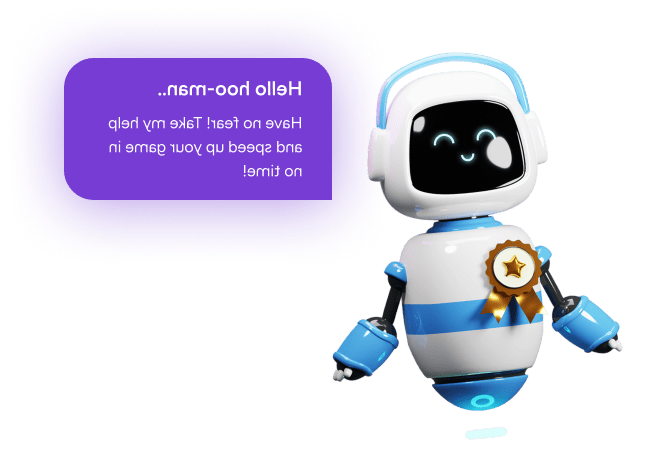 Hello hoo-man..
Have no fear! Take my help
and speed up your game in
no time!